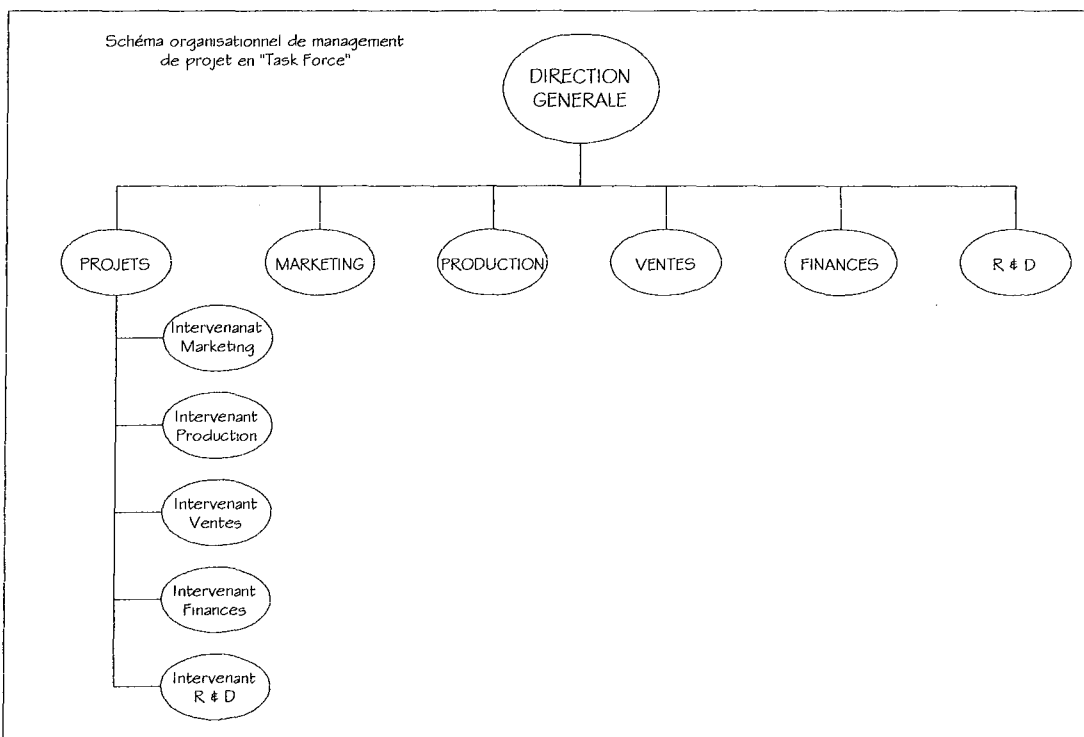 Schéma organisationnel de management
de projet en "Task Force"
DIRECTION
GENERALE
PROJETS
MARKETING
PRODUCTION
VENTES
FINANCES
R & D
Intervenanat
Marketing
Intervenant
Production
Intervenant
Ventes
Intervenant
Finances
Intervenant
R & D